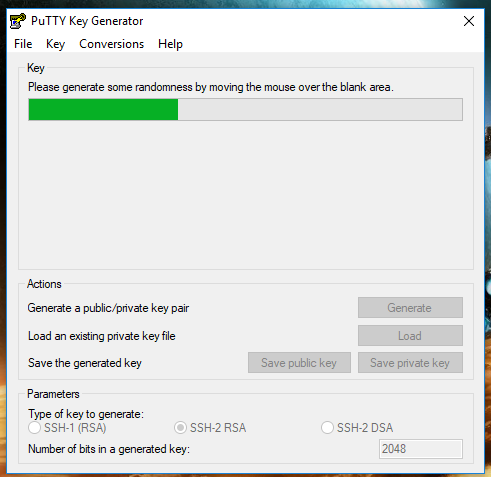 PuTTY Key Generator
File Key Conversions Help
Key
Please generate some randomness by moving the mouse over the blank area.
Actions
Generate a public/private key pair
Generate
Load an existing private key file
Load
Save the generated key
Save public key
Save private key
Parameters
Type of key to generate:
SSH-1 (RSA)
SSH-2 RSA
SSH-2 DSA
Number of bits in a generated key:
2048